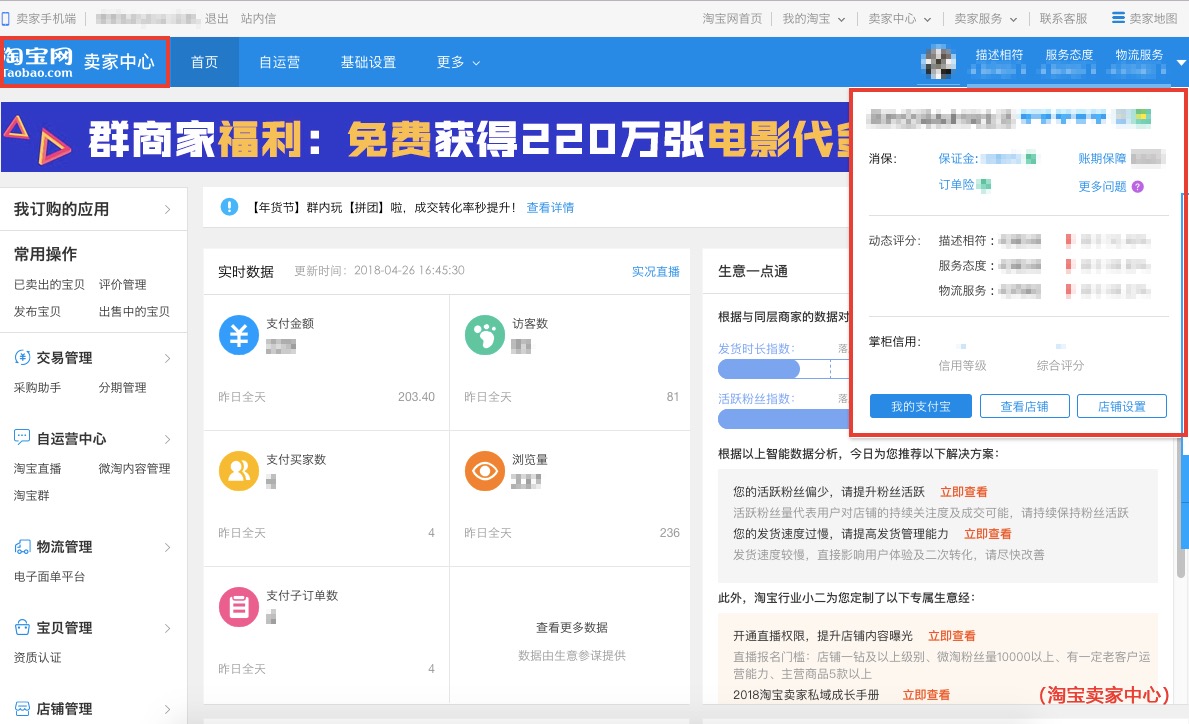 卖家手机端 退出 站内信 淘宝网首页 我的淘宝 卖家中心 卖家服务 联系客服 卖家地图
淘宝网
Taobao.com
卖家中心 首页 自运营 基础设置 更多 描述相符 服务态度 物流服务
群商家福利：免费获得220万张电影代
我订购的应用
常用操作
已卖出的宝贝 评价管理
发布宝贝 出售中的宝贝
交易管理
采购助手 分期管理
自运营中心
淘宝直播 微淘内容管理
淘宝群
物流管理
电子面单平台
宝贝管理
资质认证
店铺管理
【年货节】群内玩【拼团】啦，成交转化率秒提升！ 查看详情
实时数据 更新时间：2018-04-26 16:45:30 实况直播
支付金额
昨日全天 203.40
访客数
昨日全天 81
支付买家数
昨日全天 4
浏览量
昨日全天 236
支付子订单数
昨日全天 4
查看更多数据
数据由生意参谋提供
生意一点通
根据与同层商家的数据对
发货时长指数： 落
活跃粉丝指数： 落
根据以上智能数据分析，今日为您推荐以下解决方案：
您的活跃粉丝偏少，请提升粉丝活跃 立即查看
活跃粉丝量代表用户对店铺的持续关注度及成交可能，请持续保持粉丝活跃
您的发货速度过慢，请提高发货管理能力 立即查看
发货速度较慢，直接影响用户体验及二次转化，请尽快改善
此外，淘宝行业小二为您定制了以下专属生意经：
开通直播权限，提升店铺内容曝光 立即查看
直播报名门槛：店铺一钻及以上级别、微淘粉丝量10000以上、有一定老客户运
营能力、主营商品5款以上
2018淘宝卖家私域成长手册 立即查看
消保： 保证金: 账期保障
订单险 更多问题 ?
动态评分： 描述相符：
服务态度：
物流服务：
掌柜信用：
信用等级 综合评分
我的支付宝 查看店铺 店铺设置
（淘宝卖家中心）